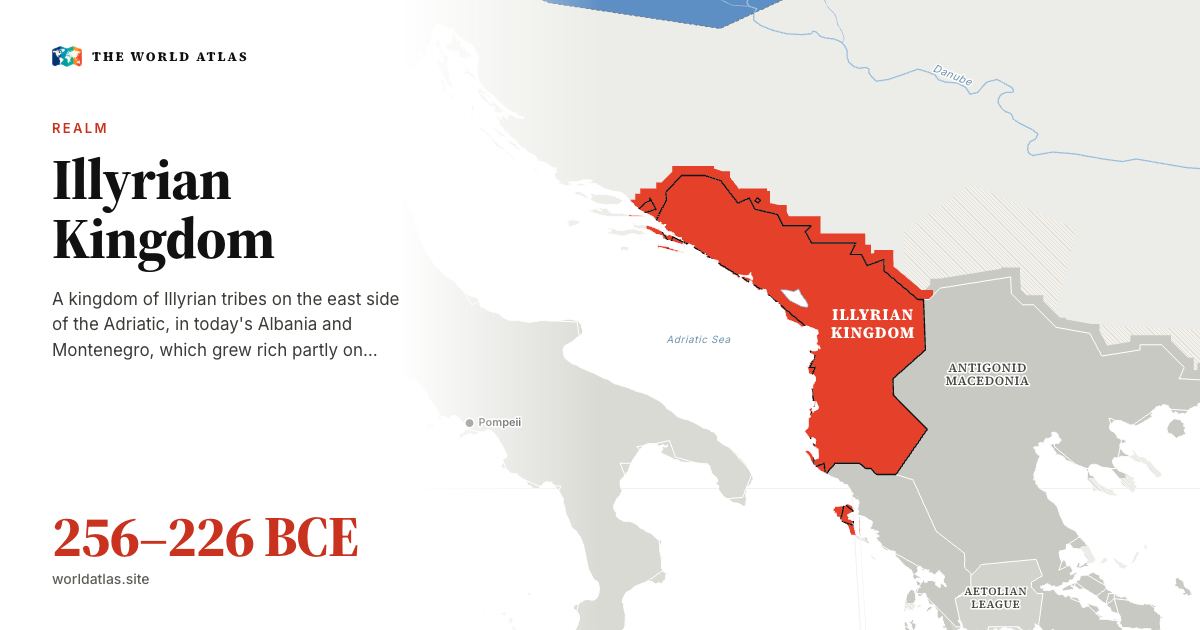 THE WORLD ATLAS
REALM
Illyrian
Kingdom
A kingdom of Illyrian tribes on the east side
of the Adriatic, in today's Albania and
Montenegro, which grew rich partly on...
256–226 BCE
worldatlas.site
Danube
ILLYRIAN
KINGDOM
Adriatic Sea
ANTIGONID
MACEDONIA
Pompeii
AETOLIAN
LEAGUE